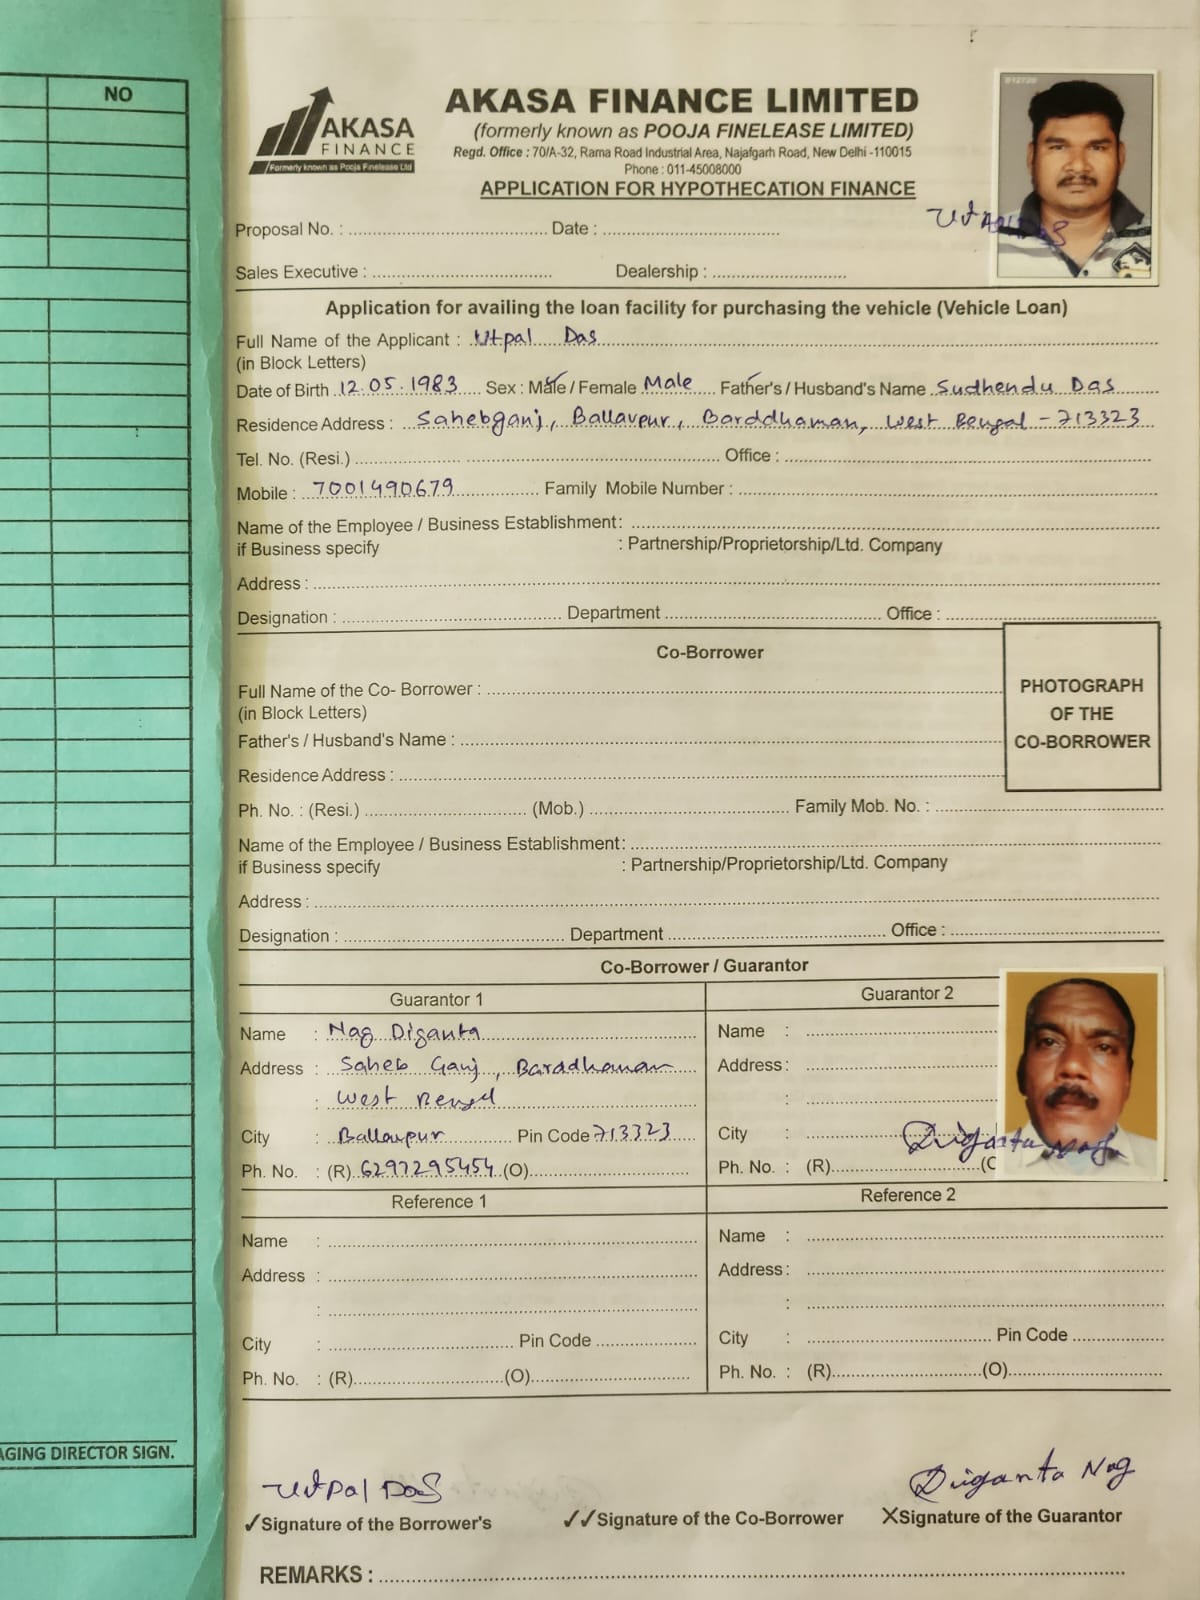 NO
AKASA
FINANCE
Formerly known as Pooja Finelease Ltd
AKASA FINANCE LIMITED
(formerly known as POOJA FINELEASE LIMITED)
Regd. Office : 70/A-32, Rama Road Industrial Area, Najafgarh Road, New Delhi -110015
Phone : 011-45008000
APPLICATION FOR HYPOTHECATION FINANCE
Utpal Das
Proposal No. : Date :
Sales Executive : Dealership :
Application for availing the loan facility for purchasing the vehicle (Vehicle Loan)
Full Name of the Applicant : Utpal Das
(in Block Letters)
Date of Birth 12.05.1983 Sex : Male / Female Male Father's / Husband's Name Sudhendu Das
Residence Address : Sahebganj, Ballavpur, Barddhaman, West Bengal - 713323
Tel. No. (Resi.) Office :
Mobile : 7001490679 Family Mobile Number :
Name of the Employee / Business Establishment:
if Business specify : Partnership/Proprietorship/Ltd. Company
Address :
Designation : Department Office :
Co-Borrower
Full Name of the Co- Borrower :
(in Block Letters)
PHOTOGRAPH
OF THE
CO-BORROWER
Father's / Husband's Name :
Residence Address :
Ph. No. : (Resi.) (Mob.) Family Mob. No. :
Name of the Employee / Business Establishment:
if Business specify : Partnership/Proprietorship/Ltd. Company
Address :
Designation : Department Office :
Co-Borrower / Guarantor
Guarantor 1 Guarantor 2
Name : Nag Diganta Name :
Address : Saheb Ganj, Baradhaman Address :
: West Bengal :
City : Ballavpur Pin Code 713323 City :
Diganta Nag
Ph. No. : (R) 6297295454 (O) Ph. No. : (R)
Reference 1 Reference 2
Name : Name :
Address : Address :
: :
City : Pin Code City : Pin Code
Ph. No. : (R) (O) Ph. No. : (R) (O)
AGING DIRECTOR SIGN.
Utpal Das Diganta Nag
✓Signature of the Borrower's ✓✓Signature of the Co-Borrower XSignature of the Guarantor
REMARKS :